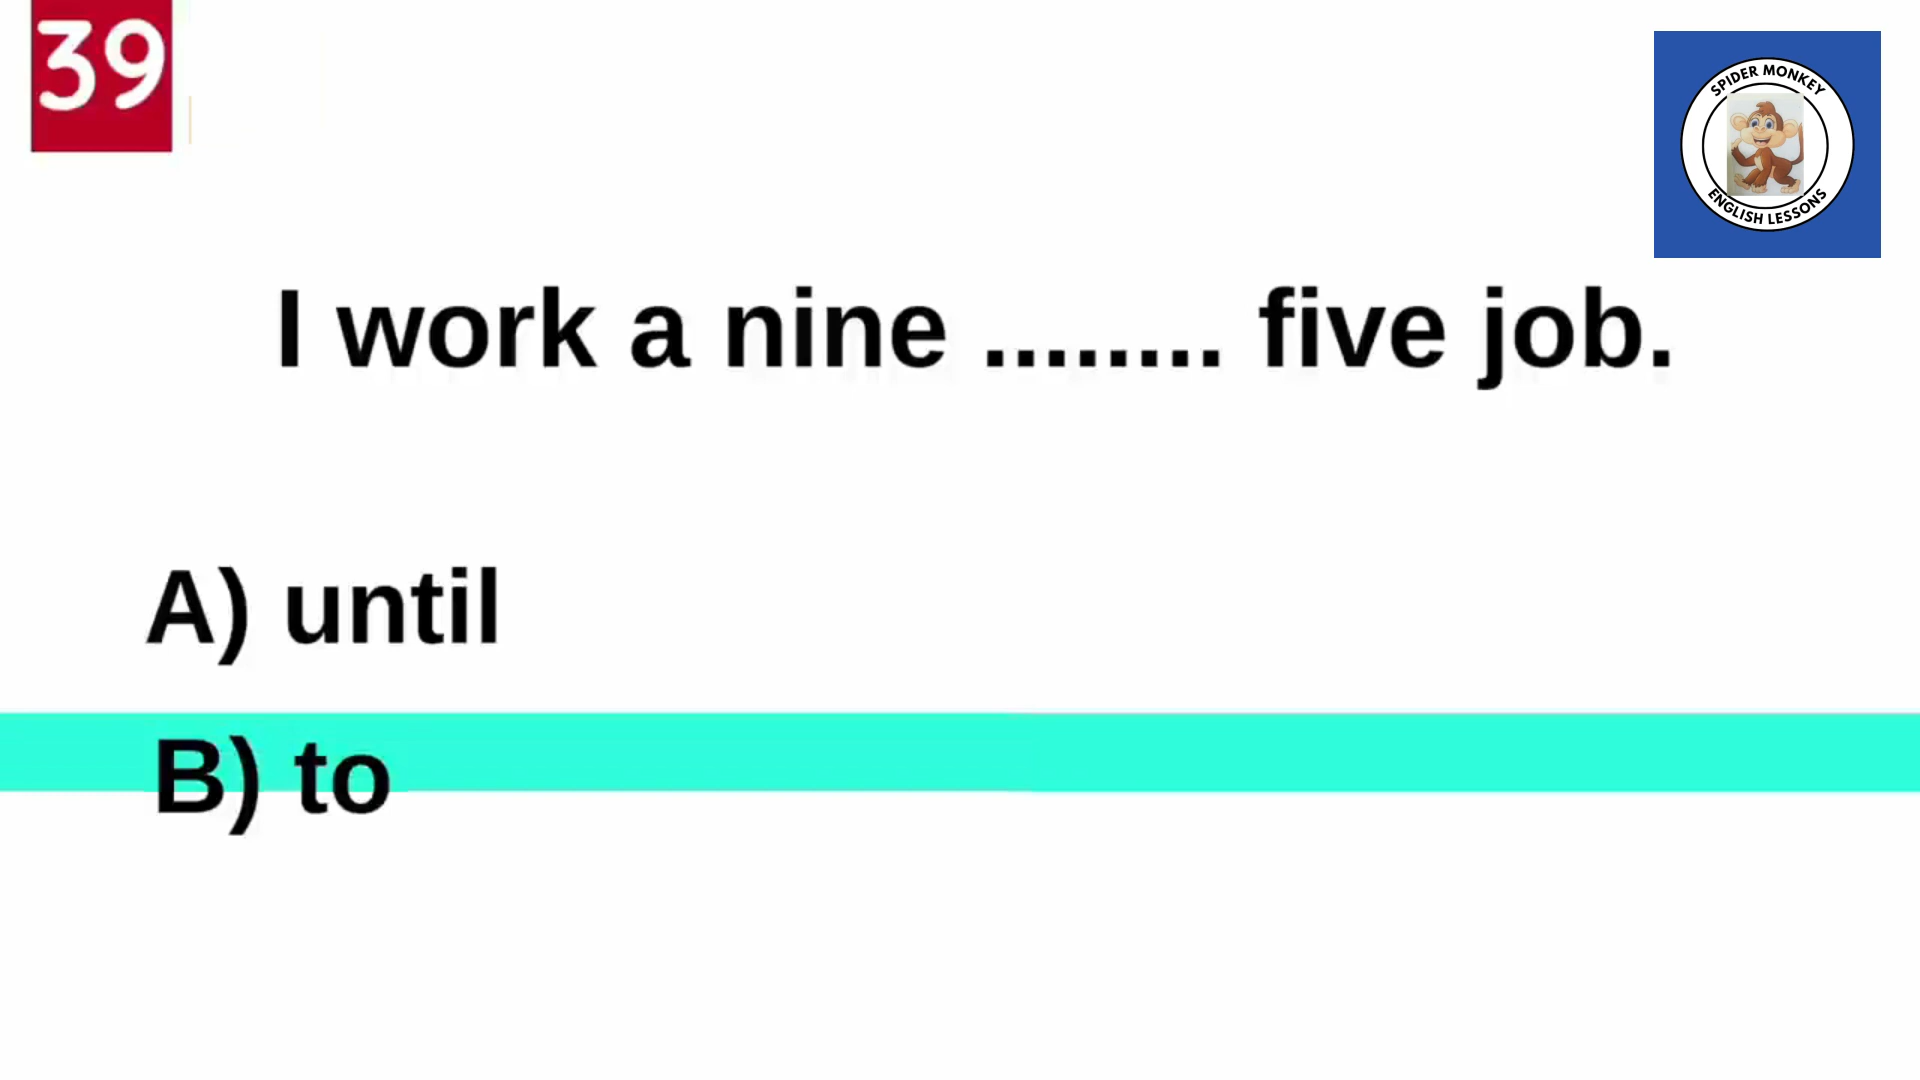 39
SPIDER MONKEY
ENGLISH LESSONS
I work a nine ........ five job.
A) until
B) to